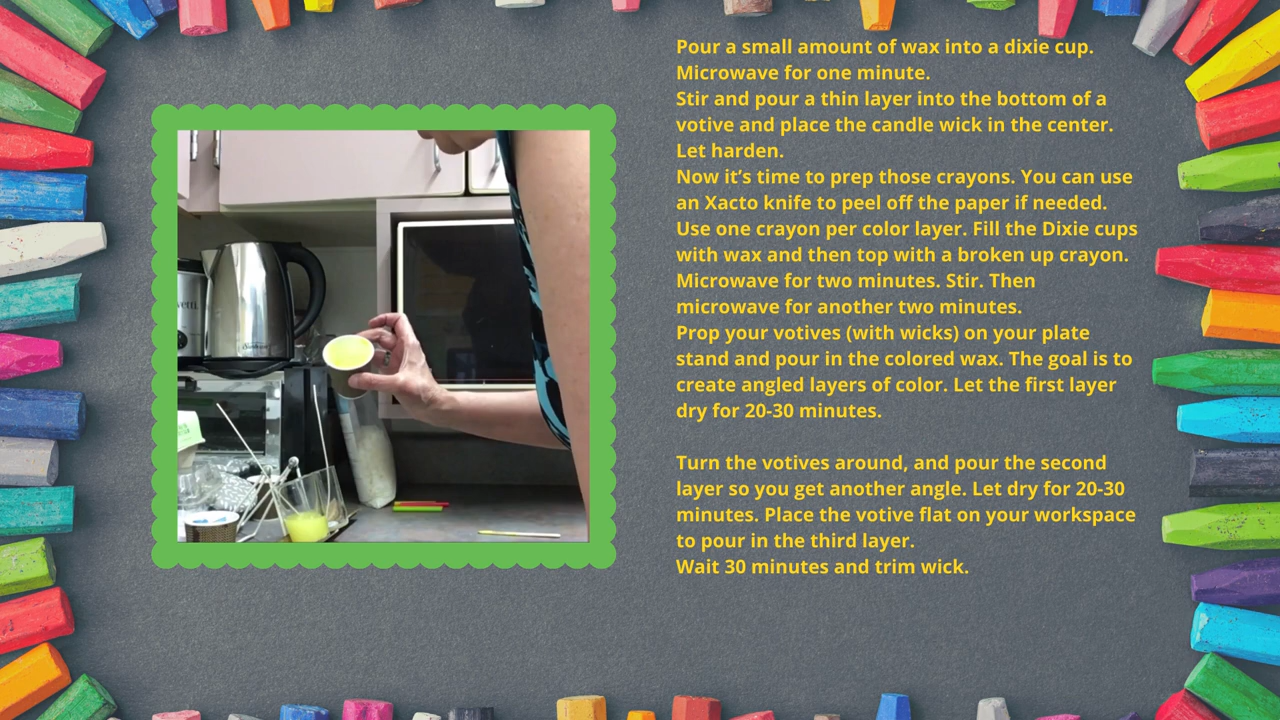 Pour a small amount of wax into a dixie cup.
Microwave for one minute.
Stir and pour a thin layer into the bottom of a
votive and place the candle wick in the center.
Let harden.
Now it’s time to prep those crayons. You can use
an Xacto knife to peel off the paper if needed.
Use one crayon per color layer. Fill the Dixie cups
with wax and then top with a broken up crayon.
Microwave for two minutes. Stir. Then
microwave for another two minutes.
Prop your votives (with wicks) on your plate
stand and pour in the colored wax. The goal is to
create angled layers of color. Let the first layer
dry for 20-30 minutes.
Turn the votives around, and pour the second
layer so you get another angle. Let dry for 20-30
minutes. Place the votive flat on your workspace
to pour in the third layer.
Wait 30 minutes and trim wick.